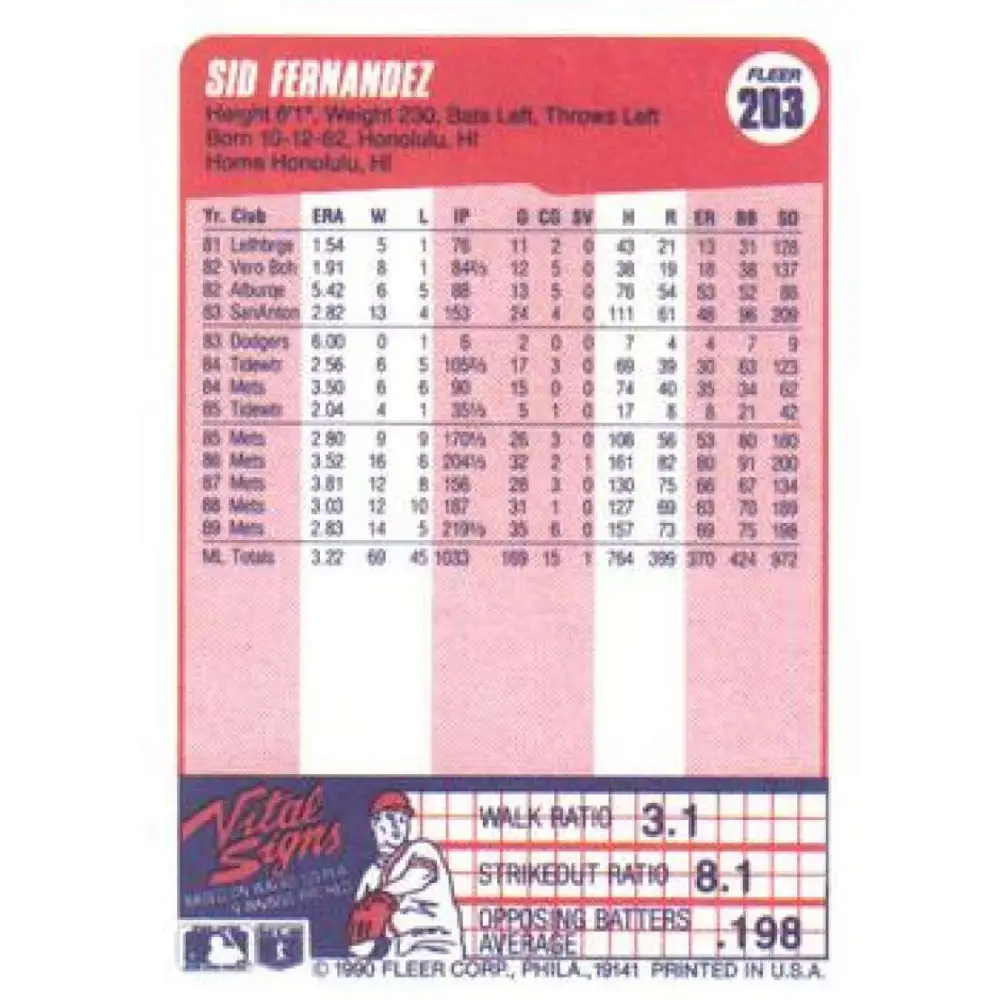 SID FERNANDEZ
FLEER
203
Height 6'1", Weight 230, Bats Left, Throws Left
Born 10-12-62, Honolulu, HI
Home Honolulu, HI
Yr. Club ERA W L IP G CG SV H R ER BB SO
81 Lethbrge 1.54 5 1 76 11 2 0 43 21 13 31 128
82 Vero Bch 1.91 8 1 84⅔ 12 5 0 38 19 18 38 137
82 Alburqe 5.42 6 5 88 13 5 0 76 54 53 52 86
83 SanAnton 2.82 13 4 153 24 4 0 111 61 48 96 209
83 Dodgers 6.00 0 1 6 2 0 0 7 4 4 7 9
84 Tidewtr 2.56 6 5 105⅔ 17 3 0 69 39 30 63 123
84 Mets 3.50 6 6 90 15 0 0 74 40 35 34 62
85 Tidewtr 2.04 4 1 35⅓ 5 1 0 17 8 8 21 42
85 Mets 2.80 9 9 170⅓ 26 3 0 108 56 53 80 180
86 Mets 3.52 16 6 204⅓ 32 2 1 161 82 80 91 200
87 Mets 3.81 12 8 156 28 3 0 130 75 66 67 134
88 Mets 3.03 12 10 187 31 1 0 127 69 63 70 189
89 Mets 2.83 14 5 219⅓ 35 6 0 157 73 69 75 198
ML Totals 3.22 69 45 1033 169 15 1 764 399 370 424 972
Vital
Signs
WALK RATIO 3.1
STRIKEOUT RATIO 8.1
OPPOSING BATTERS
AVERAGE .198
© 1990 FLEER CORP., PHILA., 19141 PRINTED IN U.S.A.